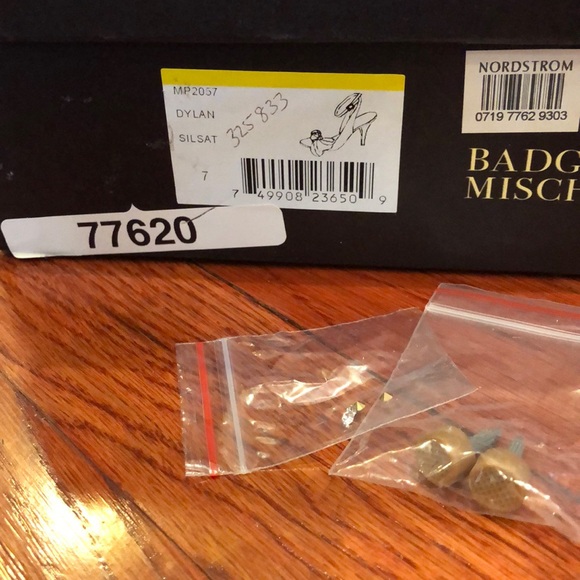 MP2057
DYLAN
SILSAT
7
325833
7 49908 23650 9
77620
NORDSTROM
0719 7762 9303
BADG
MISCH